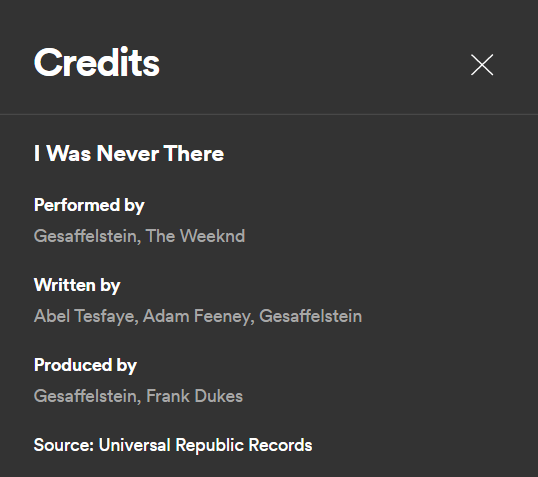 Credits
I Was Never There
Performed by
Gesaffelstein, The Weeknd
Written by
Abel Tesfaye, Adam Feeney, Gesaffelstein
Produced by
Gesaffelstein, Frank Dukes
Source: Universal Republic Records